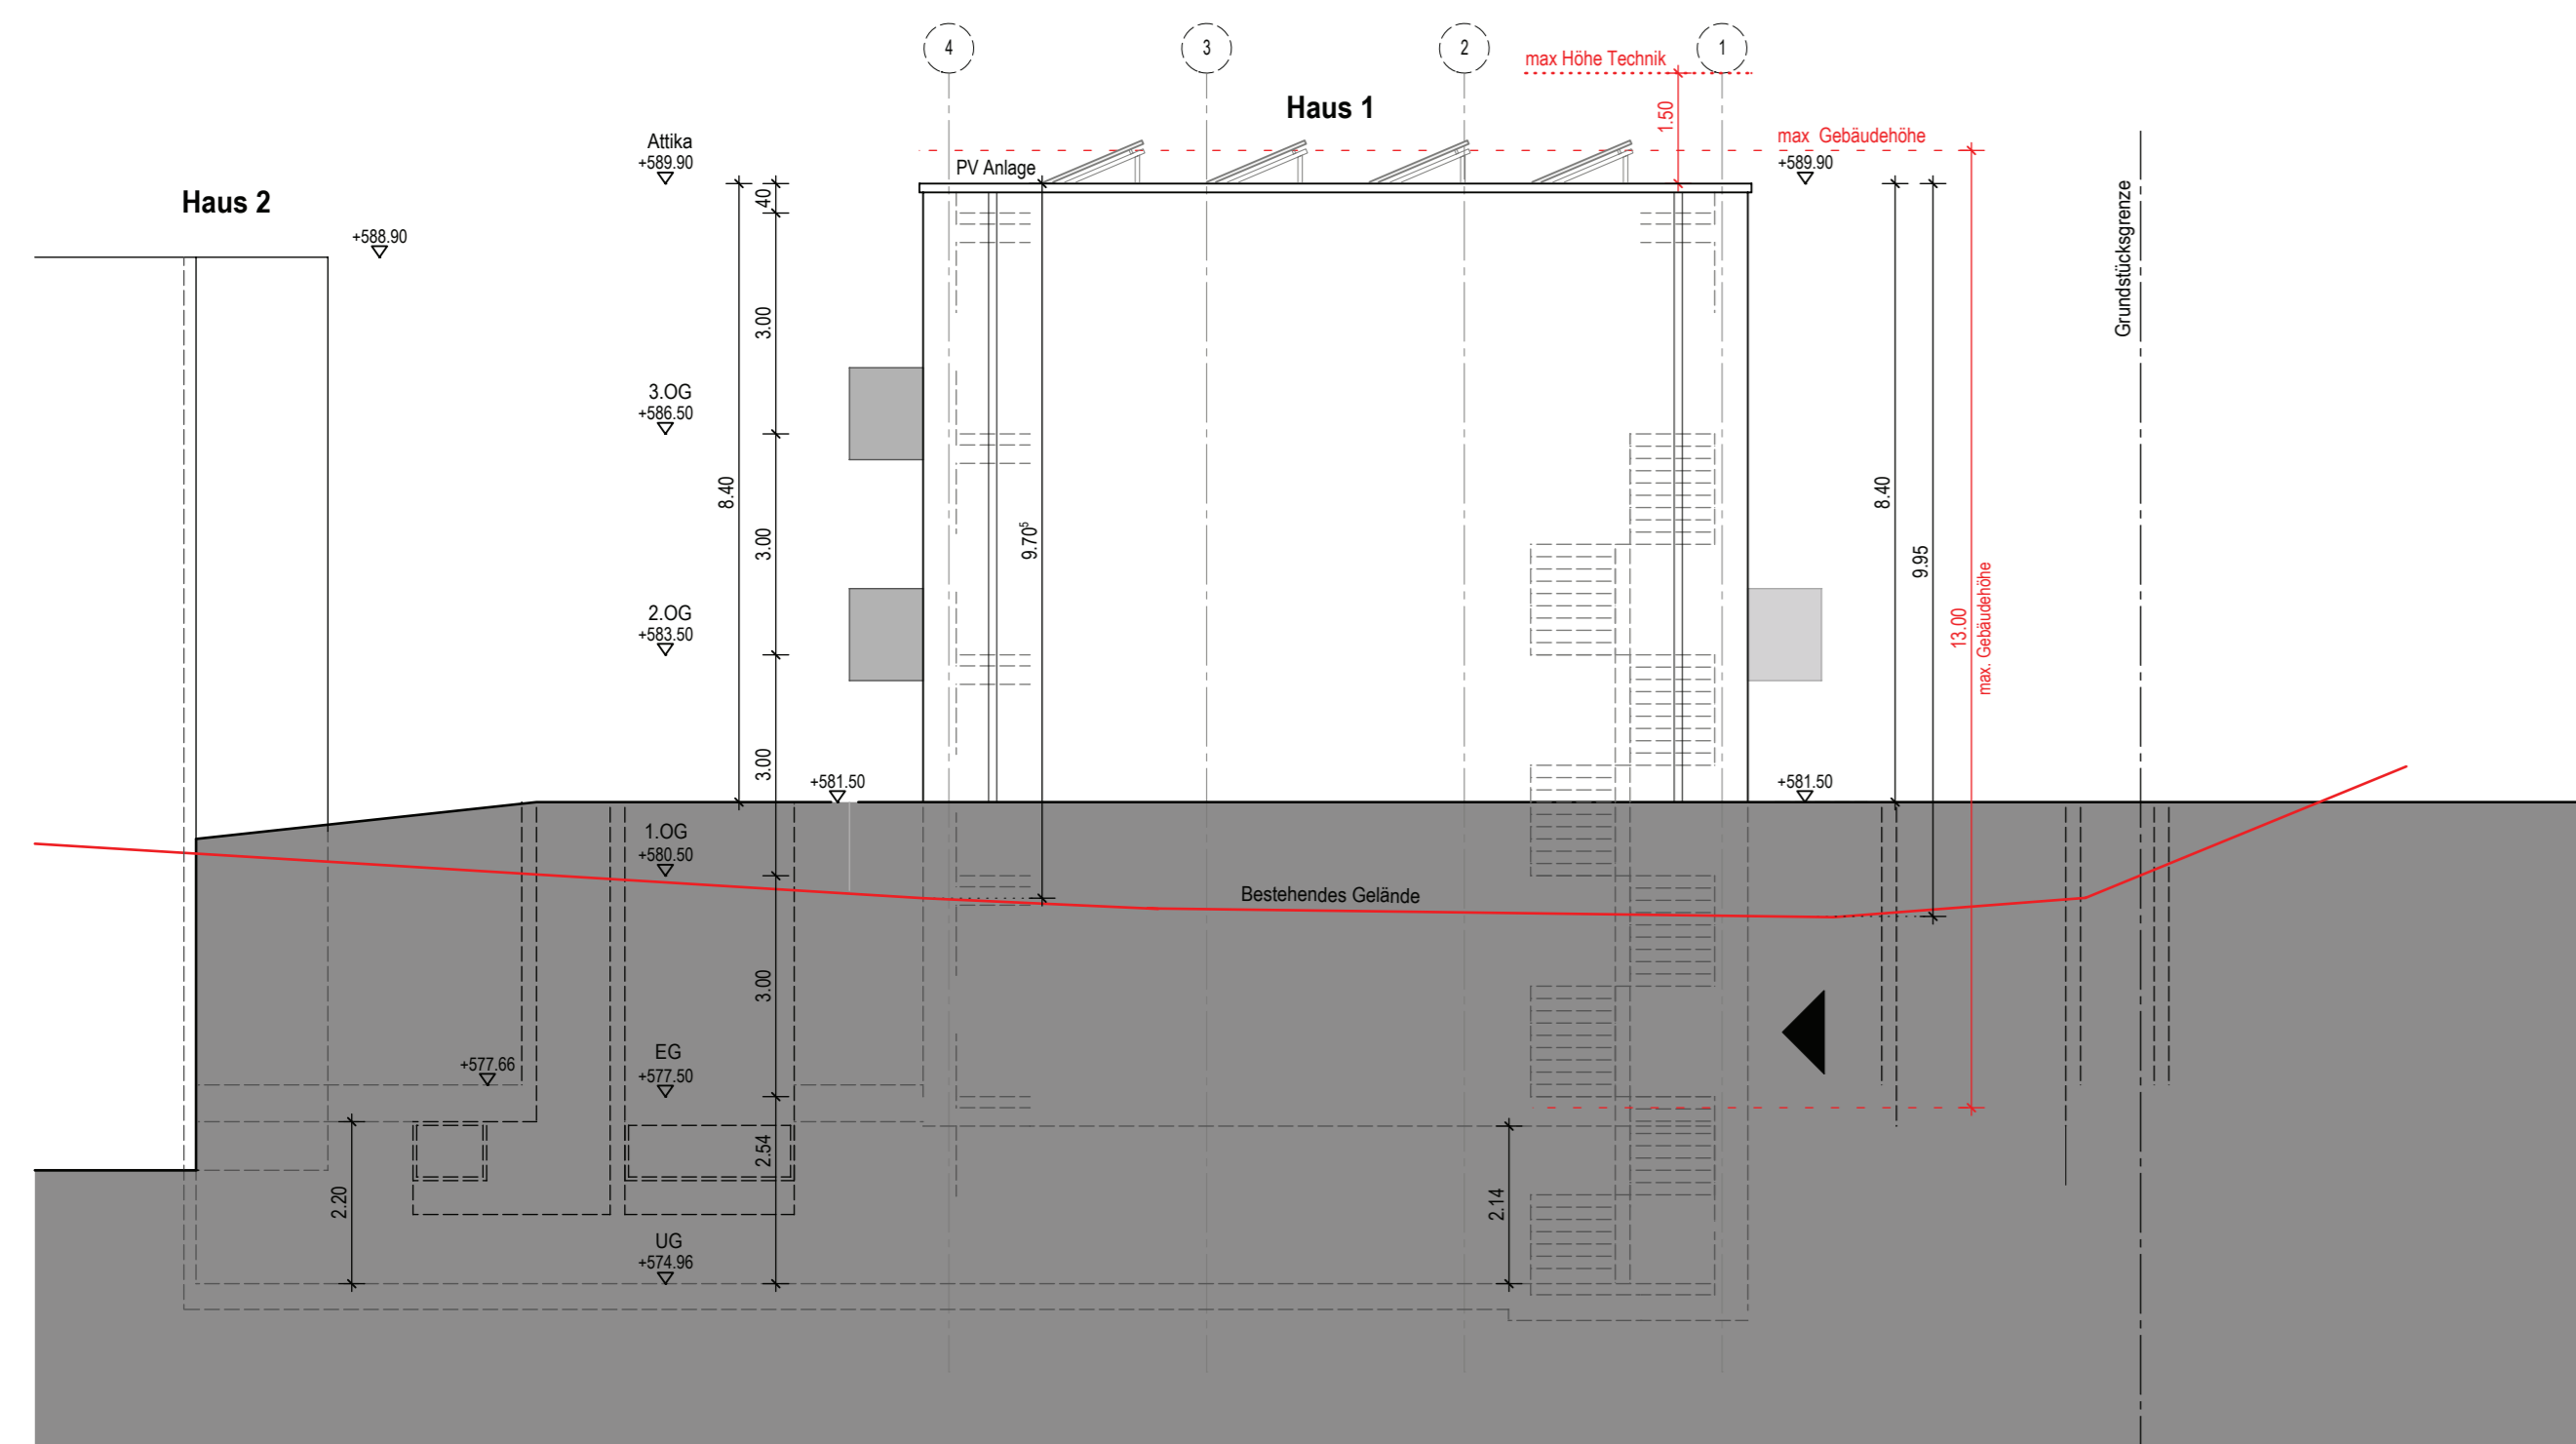 4
3
2
1
max Höhe Technik
Haus 1
1.50
Attika
+589.90
max Gebäudehöhe
+589.90
PV Anlage
Haus 2
40
+588.90
Grundstücksgrenze
3.00
3.OG
+586.50
8.40
3.00
9.70⁵
8.40
9.95
13.00
max. Gebäudehöhe
2.OG
+583.50
3.00
+581.50
+581.50
1.OG
+580.50
Bestehendes Gelände
3.00
EG
+577.50
+577.66
2.54
2.20
2.14
UG
+574.96